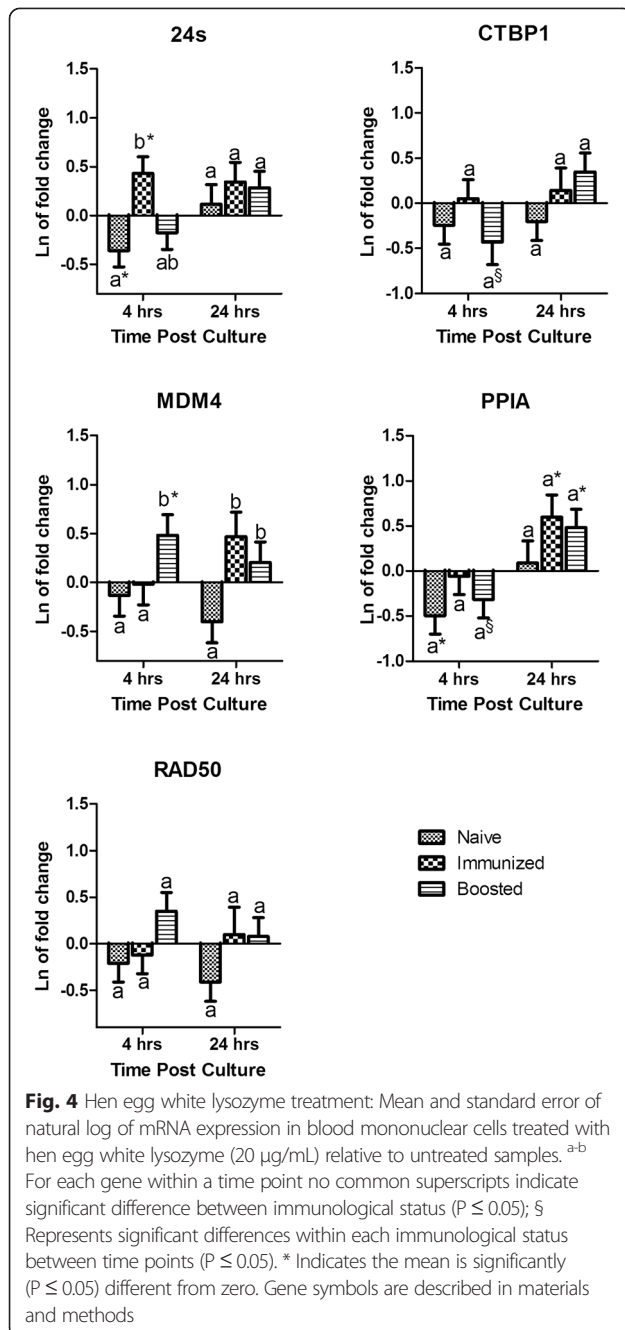 24s
Ln of fold change
1.5
1.0
0.5
0.0
-0.5
a*
b*
ab
a
a
a
4 hrs
24 hrs
Time Post Culture
CTBP1
Ln of fold change
1.5
1.0
0.5
0.0
-0.5
-1.0
a
a
a§
a
a
a
4 hrs
24 hrs
Time Post Culture
MDM4
Ln of fold change
1.5
1.0
0.5
0.0
-0.5
a
a
b*
a
b
b
4 hrs
24 hrs
Time Post Culture
PPIA
Ln of fold change
1.5
1.0
0.5
0.0
-0.5
-1.0
a*
a
a§
a
a*
a*
4 hrs
24 hrs
Time Post Culture
RAD50
Ln of fold change
1.5
1.0
0.5
0.0
-0.5
a
a
a
a
a
a
4 hrs
24 hrs
Time Post Culture
Naive
Immunized
Boosted
Fig. 4 Hen egg white lysozyme treatment: Mean and standard error of
natural log of mRNA expression in blood mononuclear cells treated with
hen egg white lysozyme (20 μg/mL) relative to untreated samples. a-b
For each gene within a time point no common superscripts indicate
significant difference between immunological status (P ≤ 0.05); §
Represents significant differences within each immunological status
between time points (P ≤ 0.05). * Indicates the mean is significantly
(P ≤ 0.05) different from zero. Gene symbols are described in materials
and methods